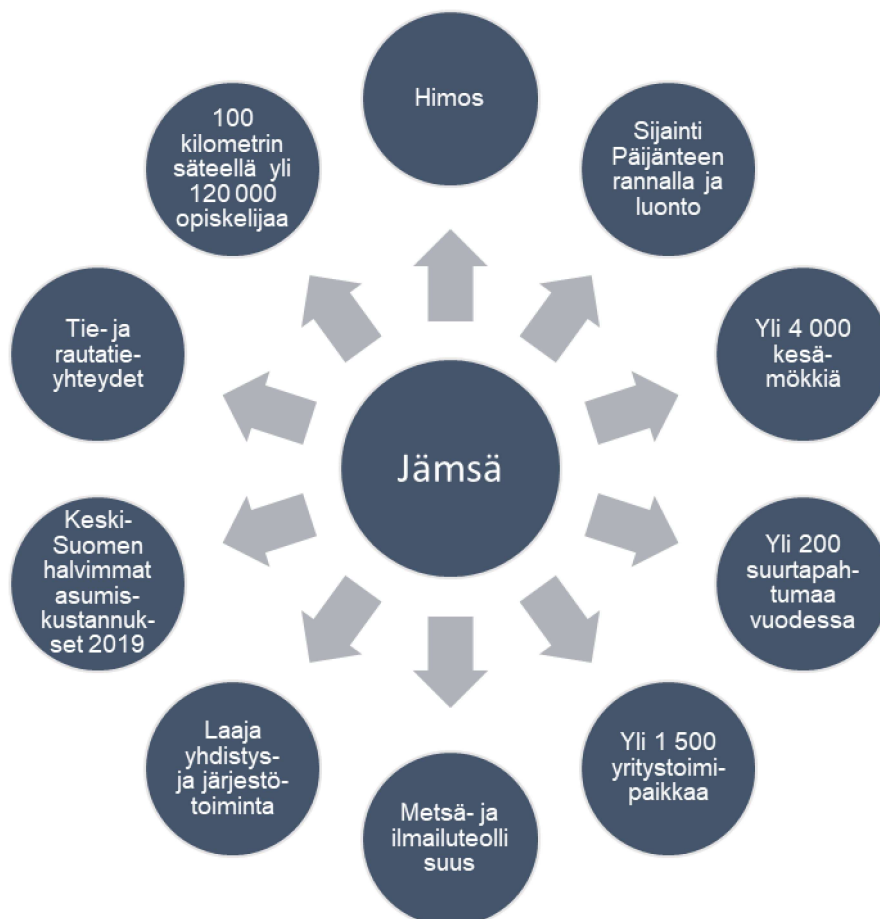 Himos
Sijainti
Päijänteen
rannalla ja
luonto
Yli 4 000
kesä-
mökkiä
Yli 200
suurtapah-
tumaa
vuodessa
Yli 1 500
yritystoimi-
paikkaa
Metsä- ja
ilmailuteolli
suus
Laaja
yhdistys-
ja järjestö-
toiminta
Keski-
Suomen
halvimmat
asumis-
kustannuk-
set 2019
Tie- ja
rautatie-
yhteydet
100
kilometrin
säteellä yli
120 000
opiskelijaa
Jämsä